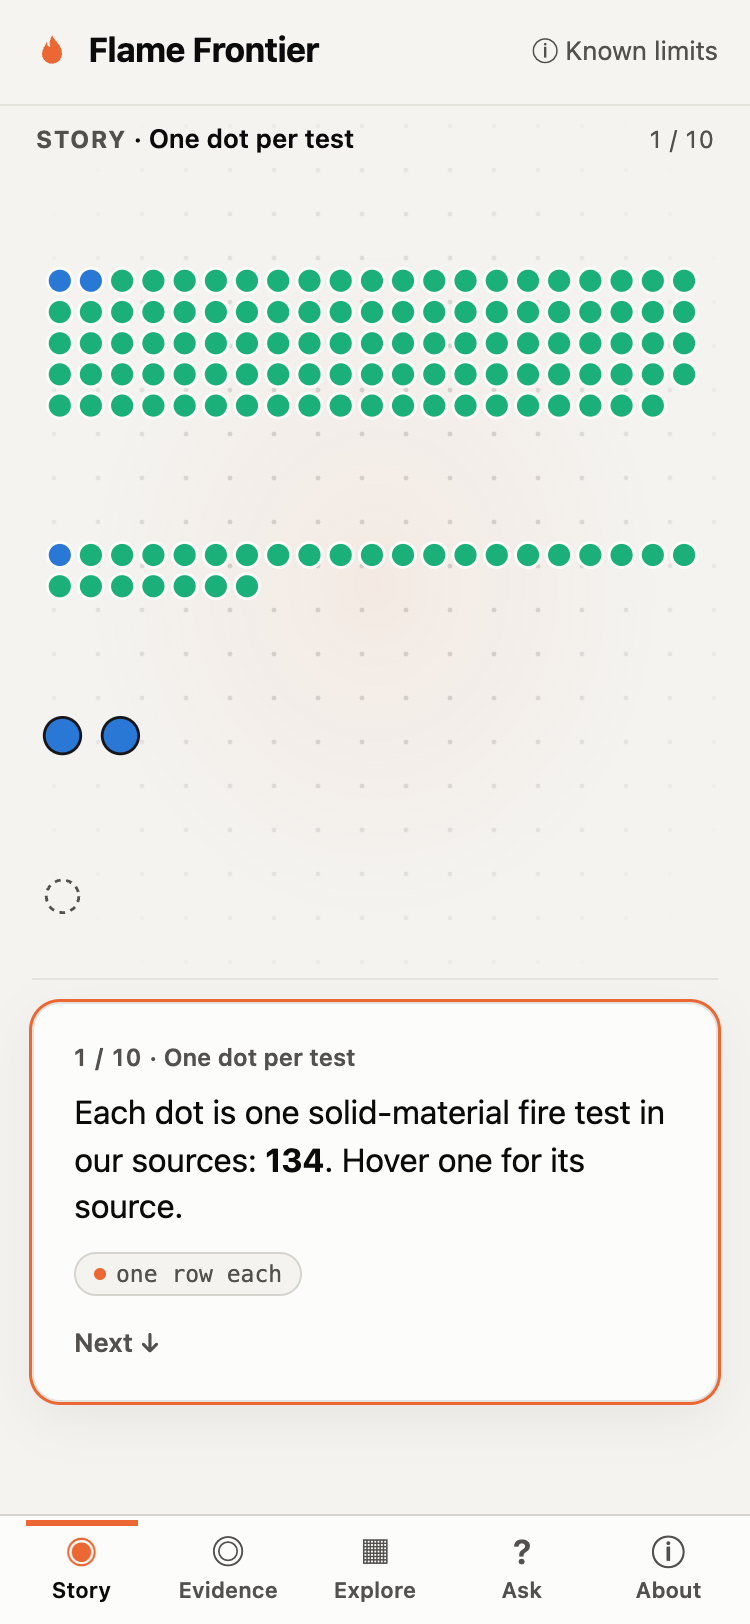 Flame Frontier
Known limits
STORY · One dot per test
1 / 10
1 / 10 · One dot per test
Each dot is one solid-material fire test in
our sources: 134. Hover one for its
source.
one row each
Next ↓
Story
Evidence
Explore
? Ask
About